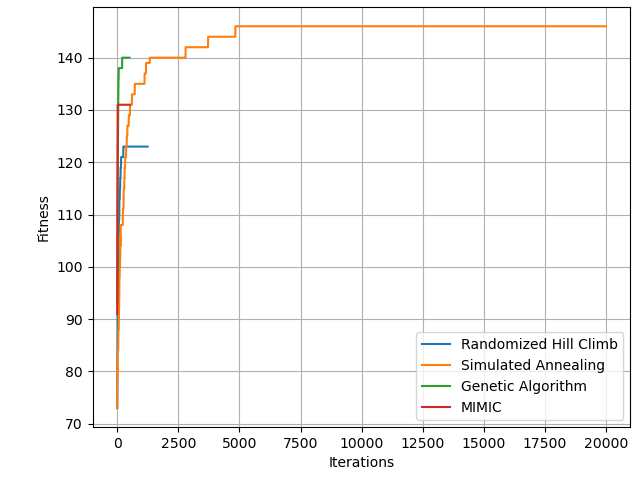 140
130
120
110
100
90
80
70
Fitness
0 2500 5000 7500 10000 12500 15000 17500 20000
Iterations
Randomized Hill Climb
Simulated Annealing
Genetic Algorithm
MIMIC